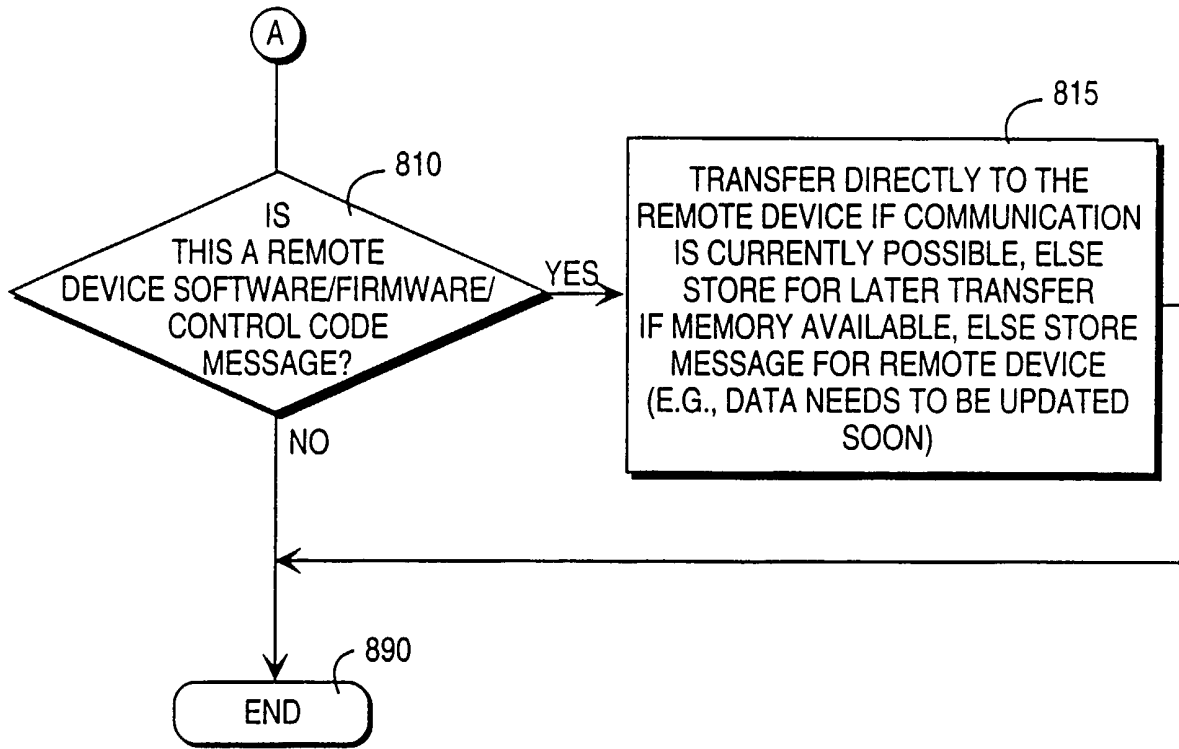 A
810
IS
THIS A REMOTE
DEVICE SOFTWARE/FIRMWARE/
CONTROL CODE
MESSAGE?
YES
NO
815
TRANSFER DIRECTLY TO THE
REMOTE DEVICE IF COMMUNICATION
IS CURRENTLY POSSIBLE, ELSE
STORE FOR LATER TRANSFER
IF MEMORY AVAILABLE, ELSE STORE
MESSAGE FOR REMOTE DEVICE
(E.G., DATA NEEDS TO BE UPDATED
SOON)
890
END